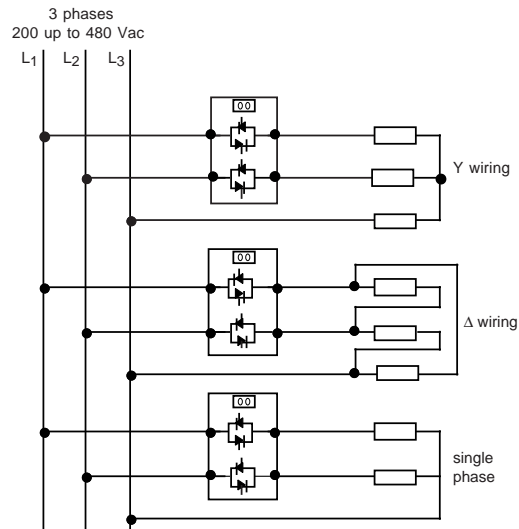 3 phases
200 up to 480 Vac
L1 L2 L3
00
Y wiring
00
Δ wiring
00
single
phase